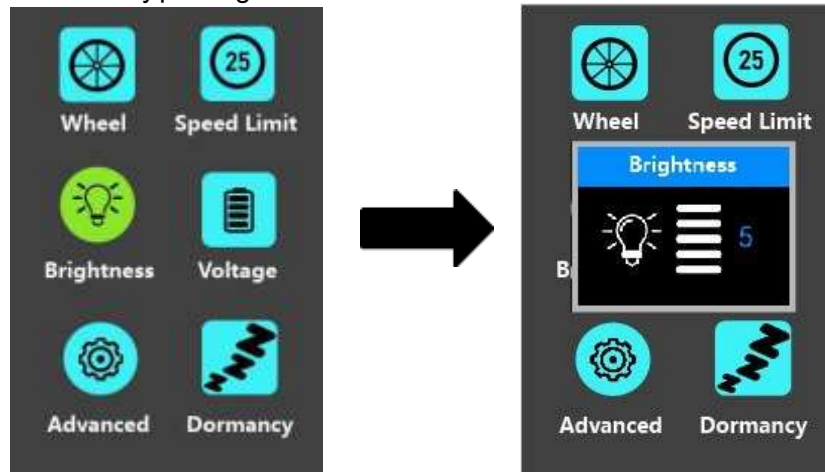 25
25
Wheel Speed Limit
Wheel Speed Limit
Brightness
5
Brightness Voltage
B
Advanced Dormancy
Advanced Dormancy